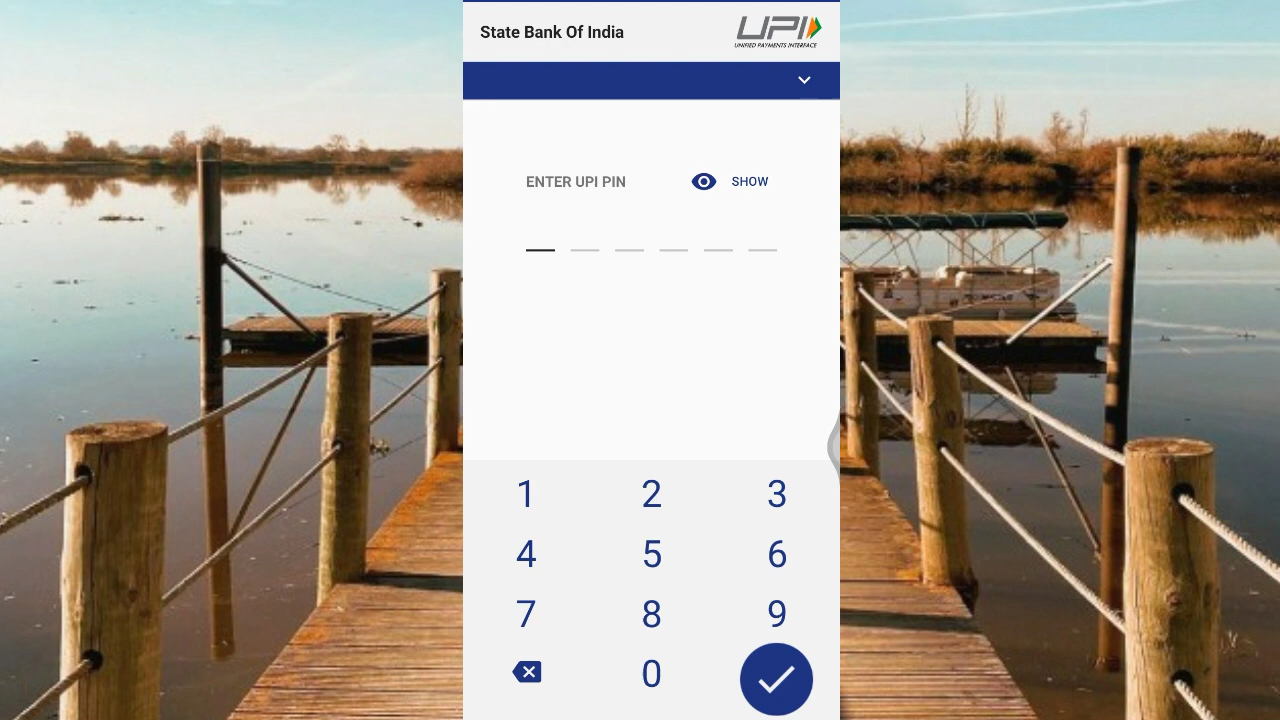 State Bank Of India
UPI
UNIFIED PAYMENTS INTERFACE
ENTER UPI PIN
SHOW
1 2 3
4 5 6
7 8 9
0